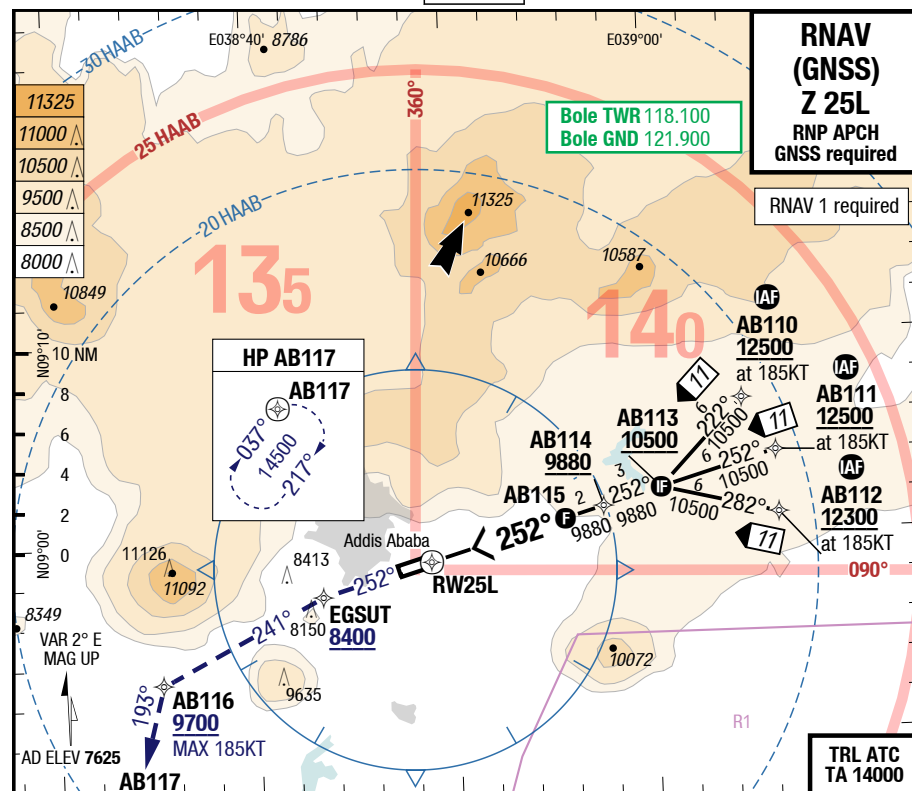 30 HAAB
E038°40'
8786
E039°00'
RNAV
(GNSS)
Z 25L
RNP APCH
GNSS required
11325
11000
10500
9500
8500
8000
25 HAAB
360°
Bole TWR 118.100
Bole GND 121.900
RNAV 1 required
20 HAAB
11325
10666
10587
10849
135
140
N09°10'
10 NM
8
6
4
2
0
N09°00'
HP AB117
AB117
037°
14500
217°
IAF
AB110
12500
at 185KT
IAF
AB111
12500
at 185KT
IAF
AB112
12300
at 185KT
11
11
11
AB113
10500
AB114
9880
AB115
6
222°
10500
6
252°
10500
6
282°
10500
IF
3
252°
9880
2
9880
F
252°
Addis Ababa
RW25L
090°
11126
11092
8413
252°
EGSUT
8400
8150
241°
8349
VAR 2° E
MAG UP
193°
AB116
9700
MAX 185KT
9635
10072
R1
AD ELEV 7625
AB117
TRL ATC
TA 14000